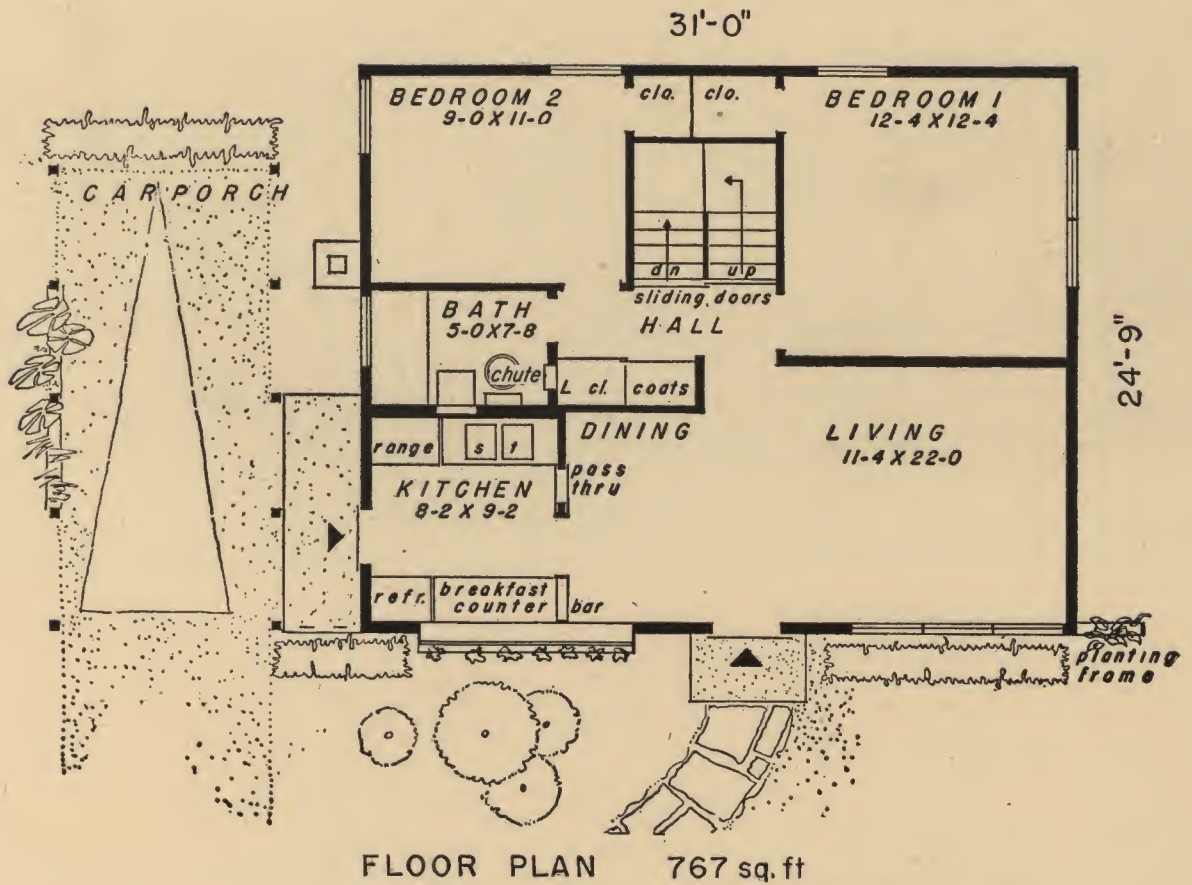 31'-0"
BEDROOM 2
9-0 X 11-0
clo.
clo.
BEDROOM 1
12-4 X 12-4
CAR PORCH
dn
up
sliding doors
HALL
BATH
5-0 X 7-8
chute
L cl.
coats
24'-9"
DINING
LIVING
11-4 X 22-0
range
s
t
pass
thru
KITCHEN
8-2 X 9-2
refr.
breakfast
counter
bar
planting
frame
FLOOR PLAN 767 sq. ft